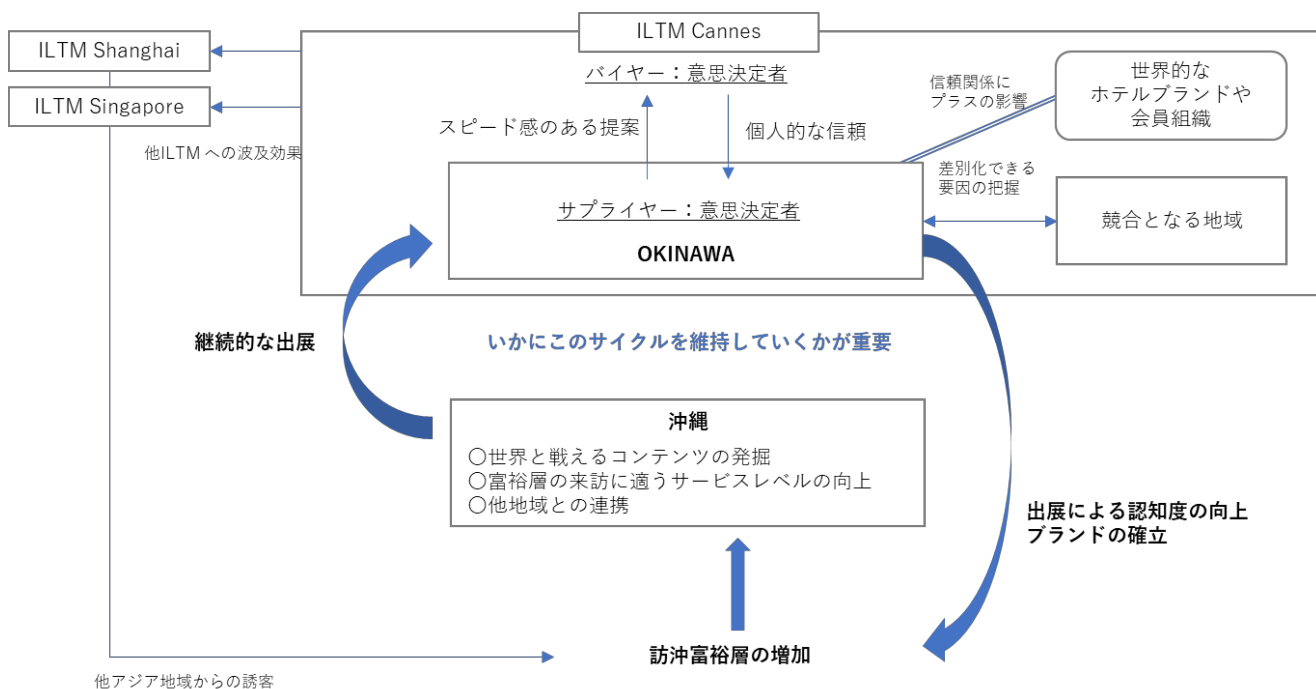 ILTM Cannes
ILTM Shanghai
ILTM Singapore
バイヤー：意思決定者
スピード感のある提案
個人的な信頼
信頼関係に
プラスの影響
世界的な
ホテルブランドや
会員組織
他ILTM への波及効果
サプライヤー：意思決定者
OKINAWA
差別化できる
要因の把握
競合となる地域
継続的な出展
いかにこのサイクルを維持していくかが重要
沖縄
〇世界と戦えるコンテンツの発掘
〇富裕層の来訪に適うサービスレベルの向上
〇他地域との連携
出展による認知度の向上
ブランドの確立
訪沖富裕層の増加
他アジア地域からの誘客